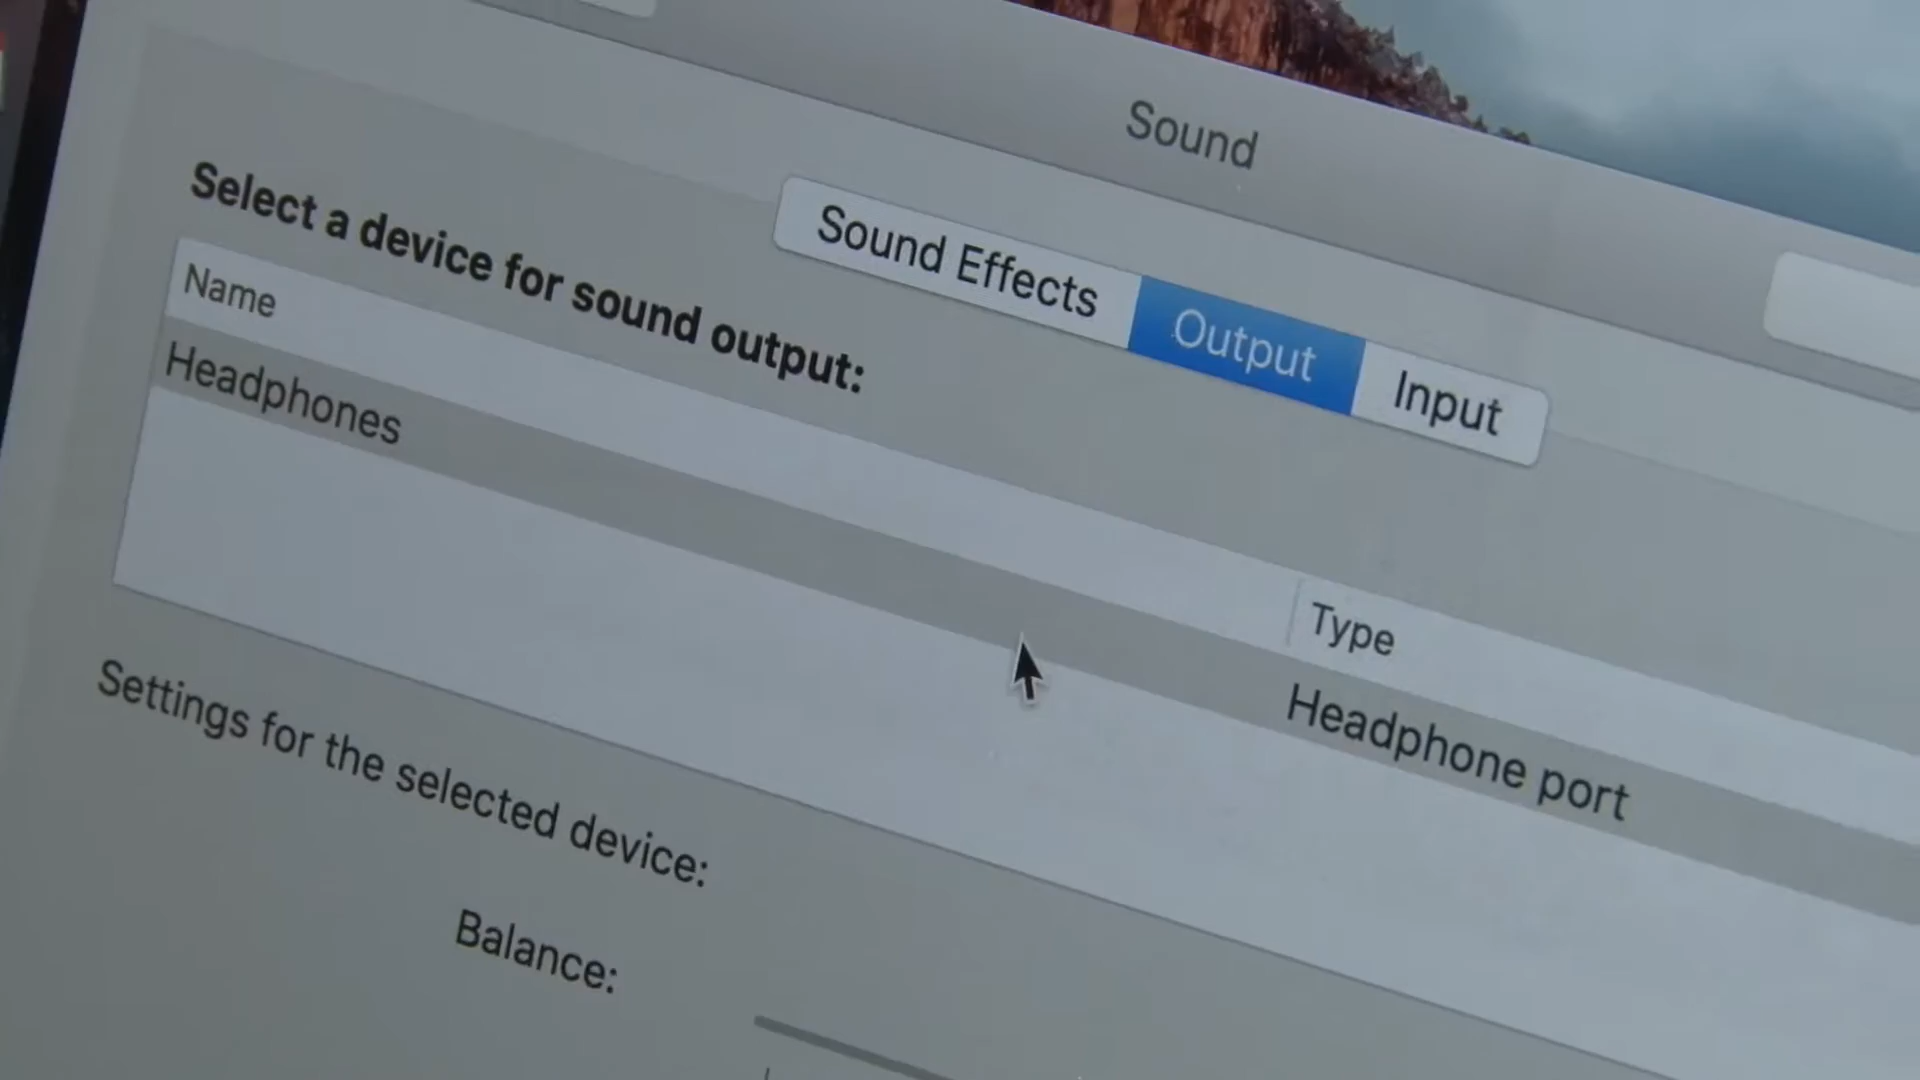 Sound
Sound Effects Output Input
Select a device for sound output:
Name Type
Headphones Headphone port
Settings for the selected device:
Balance: